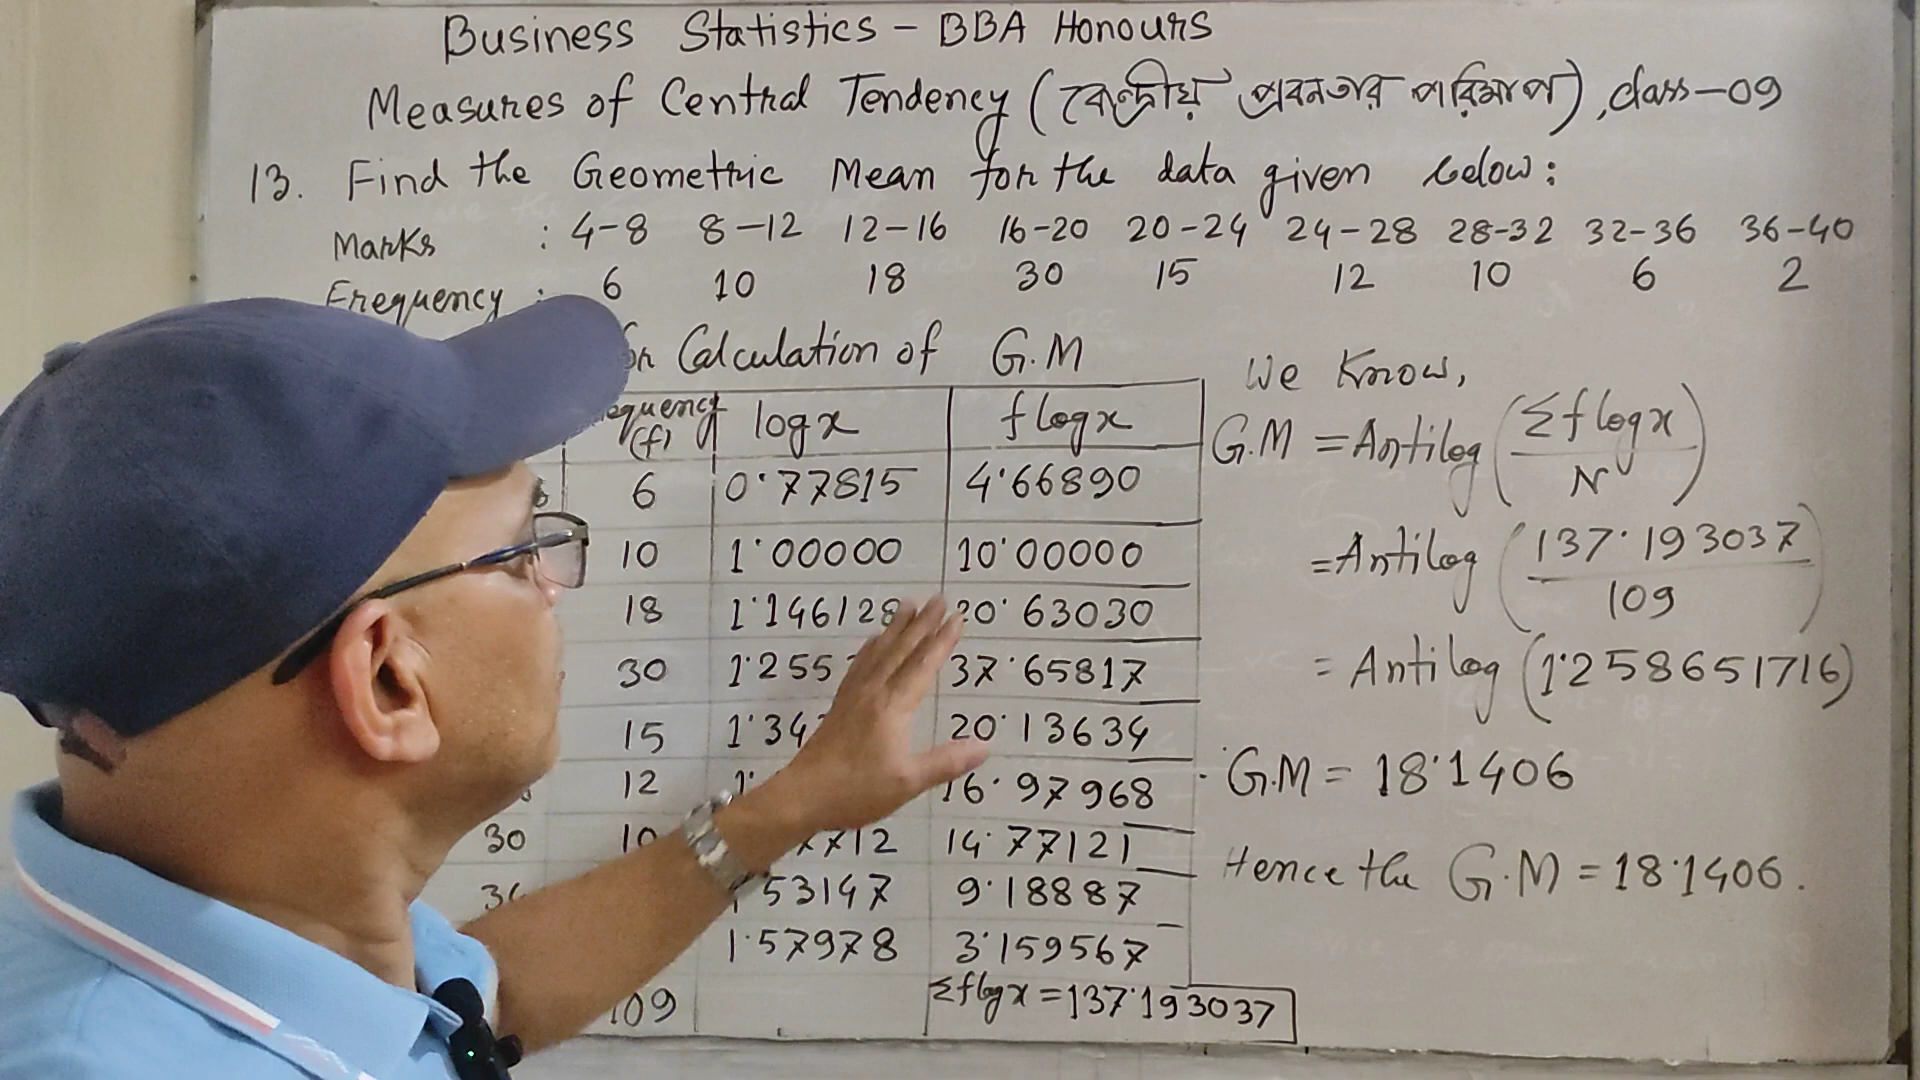 Business Statistics - BBA Honours
Measures of Central Tendency (কেন্দ্রীয় প্রবনতার পরিমাপ), class-09
13. Find the Geometric Mean for the data given below:
Marks : 4-8 8-12 12-16 16-20 20-24 24-28 28-32 32-36 36-40
Frequency : 6 10 18 30 15 12 10 6 2
Calculation of G.M
(f) log x f log x
6 0.77815 4.66890
10 1.00000 10.00000
18 1.146128 20.63030
30 37.65817
15 20.13634
12 16.97968
30 10 14.77121
9.18887
1.57978 3.159567
109 Σf log x = 137.193037
We Know,
G.M = Antilog (Σf log x / N)
= Antilog (137.193037 / 109)
= Antilog (1.258651716)
G.M = 18.1406
Hence the G.M = 18.1406.